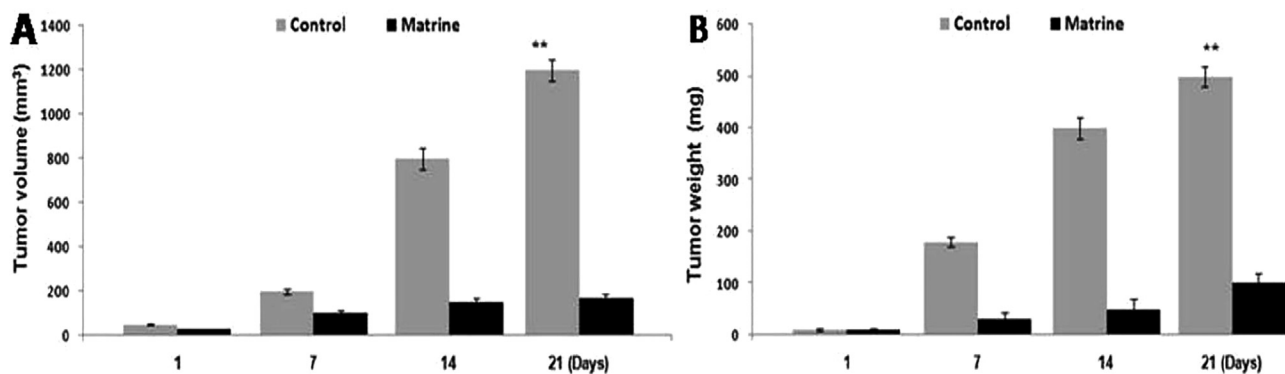 A
Control Matrine
Tumor volume (mm³)
1400
1200
1000
800
600
400
200
0
**
1 7 14 21 (Days)
B
Control Matrine
Tumor weight (mg)
600
500
400
300
200
100
0
**
1 7 14 21 (Days)